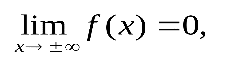 lim f(x) = 0,
x→ ±∞